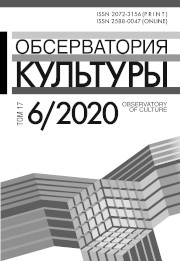 ISSN 2072-3156 (PRINT)
ISSN 2588-0047 (ONLINE)
ОБСЕРВАТОРИЯ
КУЛЬТУРЫ
ТОМ 17
6/2020
OBSERVATORY
OF CULTURE